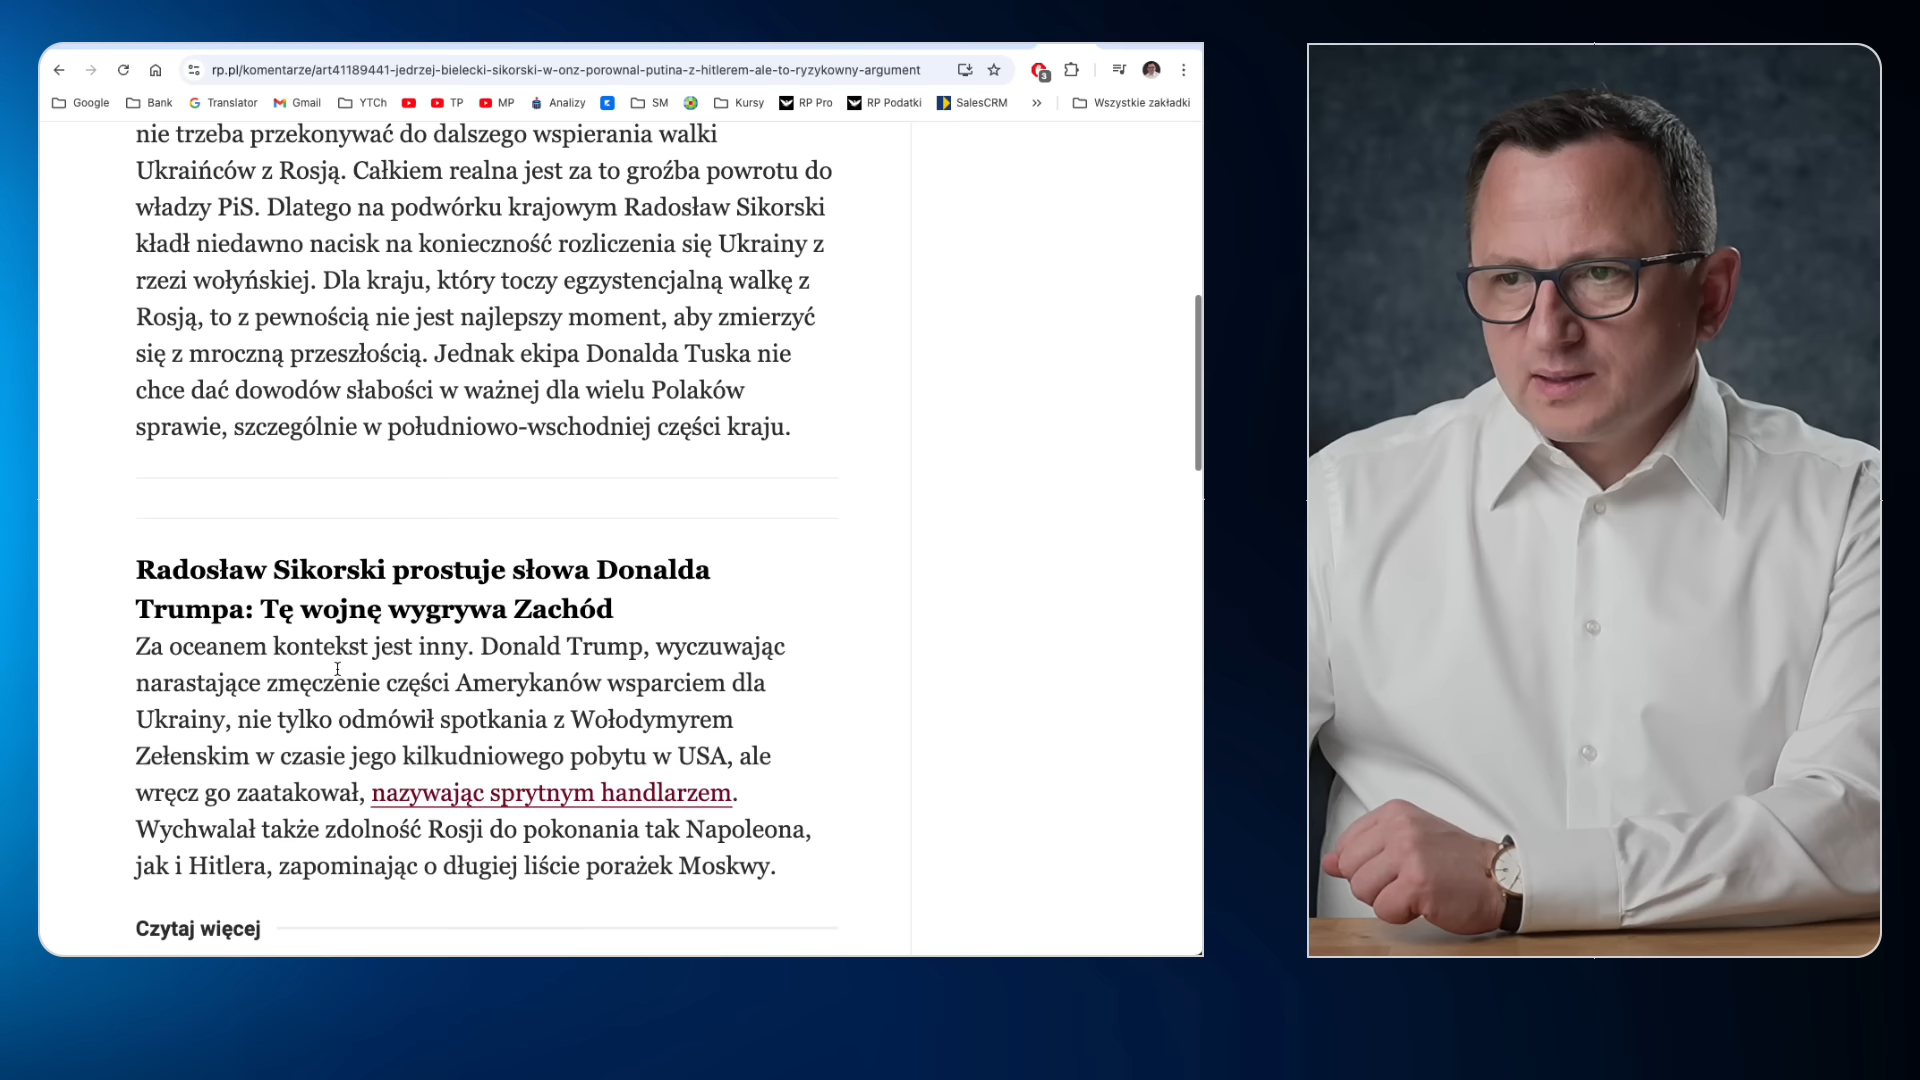 rp.pl/komentarze/art41189441-jedrzej-bielecki-sikorski-w-onz-porownal-putina-z-hitlerem-ale-to-ryzykowny-argument
3
Google Bank Translator Gmail YTCh TP MP Analizy SM Kursy RP Pro RP Podatki SalesCRM » Wszystkie zakładki
nie trzeba przekonywać do dalszego wspierania walki
Ukraińców z Rosją. Całkiem realna jest za to groźba powrotu do
władzy PiS. Dlatego na podwórku krajowym Radosław Sikorski
kładł niedawno nacisk na konieczność rozliczenia się Ukrainy z
rzezi wołyńskiej. Dla kraju, który toczy egzystencjalną walkę z
Rosją, to z pewnością nie jest najlepszy moment, aby zmierzyć
się z mroczną przeszłością. Jednak ekipa Donalda Tuska nie
chce dać dowodów słabości w ważnej dla wielu Polaków
sprawie, szczególnie w południowo-wschodniej części kraju.
Radosław Sikorski prostuje słowa Donalda
Trumpa: Tę wojnę wygrywa Zachód
Za oceanem kontekst jest inny. Donald Trump, wyczuwając
narastające zmęczenie części Amerykanów wsparciem dla
Ukrainy, nie tylko odmówił spotkania z Wołodymyrem
Zełenskim w czasie jego kilkudniowego pobytu w USA, ale
wręcz go zaatakował, nazywając sprytnym handlarzem.
Wychwalał także zdolność Rosji do pokonania tak Napoleona,
jak i Hitlera, zapominając o długiej liście porażek Moskwy.
Czytaj więcej